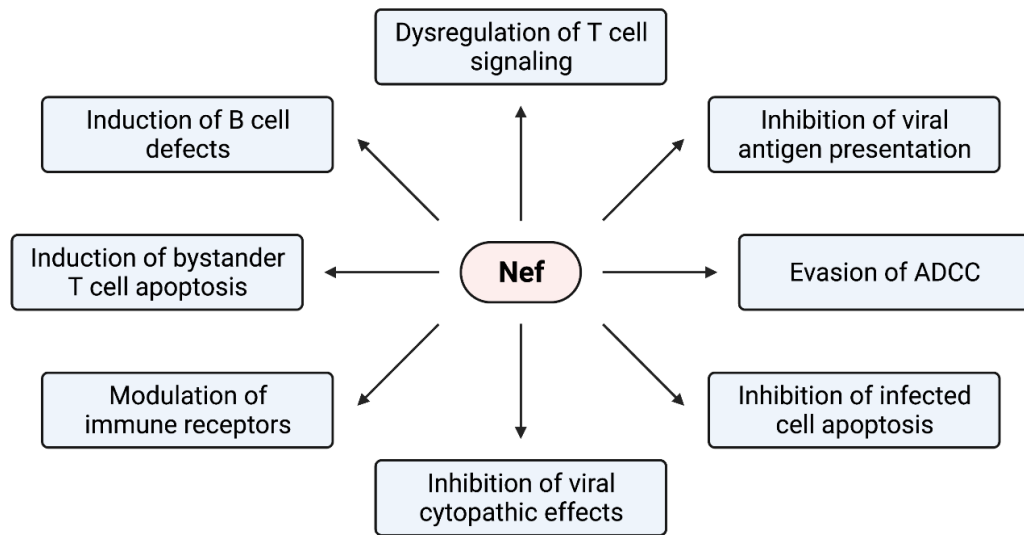 Dysregulation of T cell
signaling
Induction of B cell
defects
Inhibition of viral
antigen presentation
Induction of bystander
T cell apoptosis
Nef
Evasion of ADCC
Modulation of
immune receptors
Inhibition of infected
cell apoptosis
Inhibition of viral
cytopathic effects